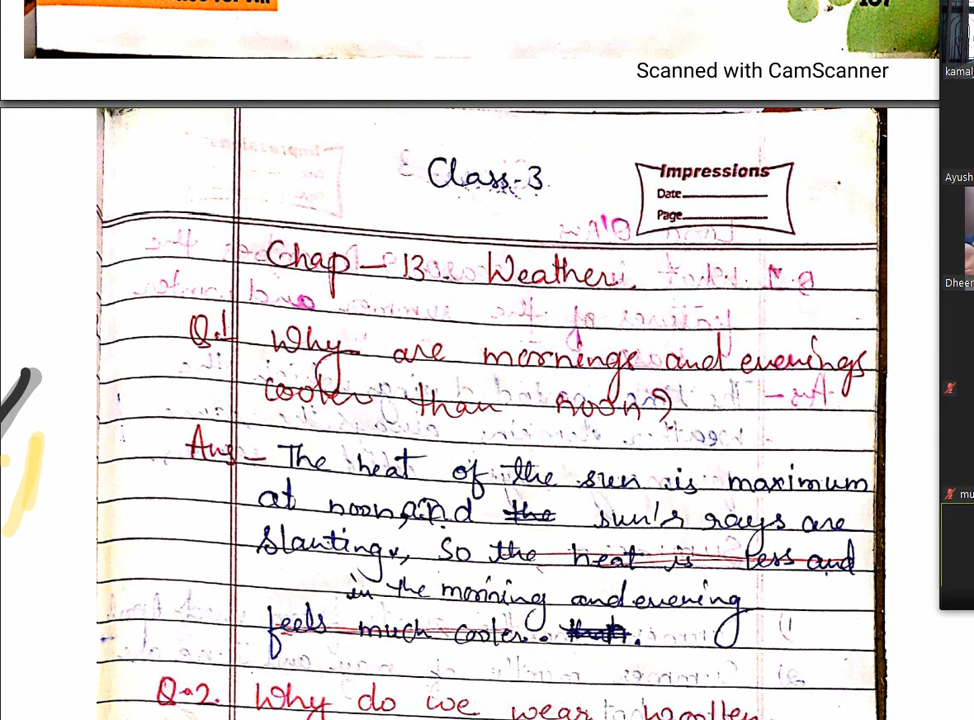 107
Scanned with CamScanner
kamal
Class-3
Impressions
Date
Page
Ayush
Chap - 13 Weather.
Dheer
Q.1 Why are mornings and evenings
cooler than noon?
Ans - The heat of the sun is maximum
at noon, and the sun's rays are
slanting, so the heat is less and
in the morning and evening
feels much cooler.
mu
Q.2. Why do we wear woollen